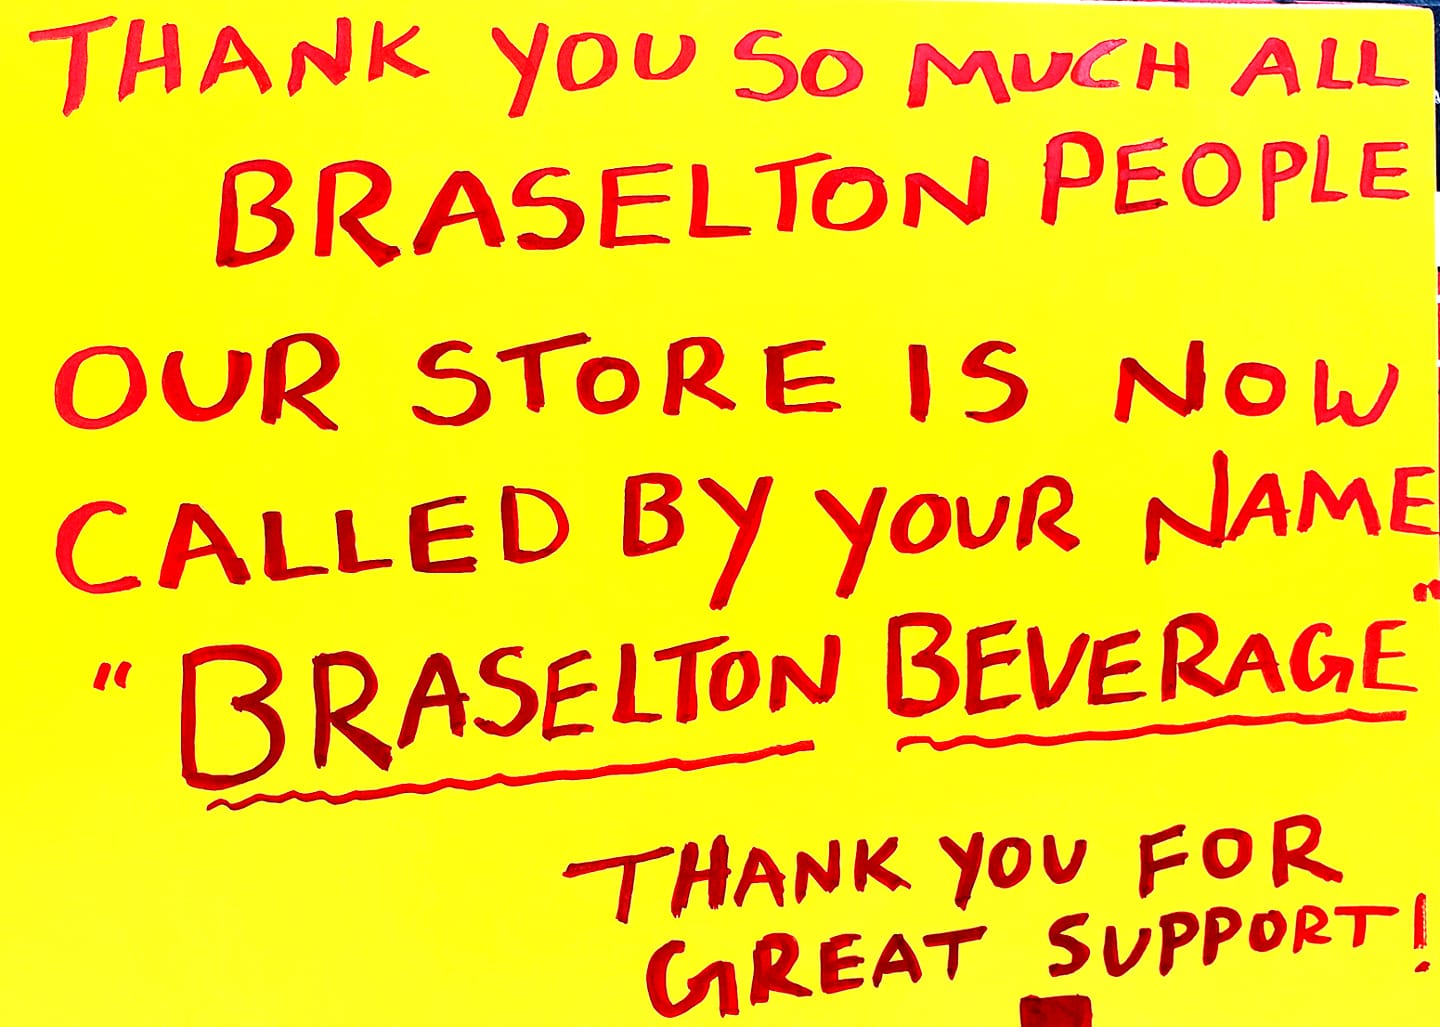 THANK YOU SO MUCH ALL
BRASELTON PEOPLE
OUR STORE IS NOW
CALLED BY YOUR NAME
"BRASELTON BEVERAGE"
THANK YOU FOR
GREAT SUPPORT!